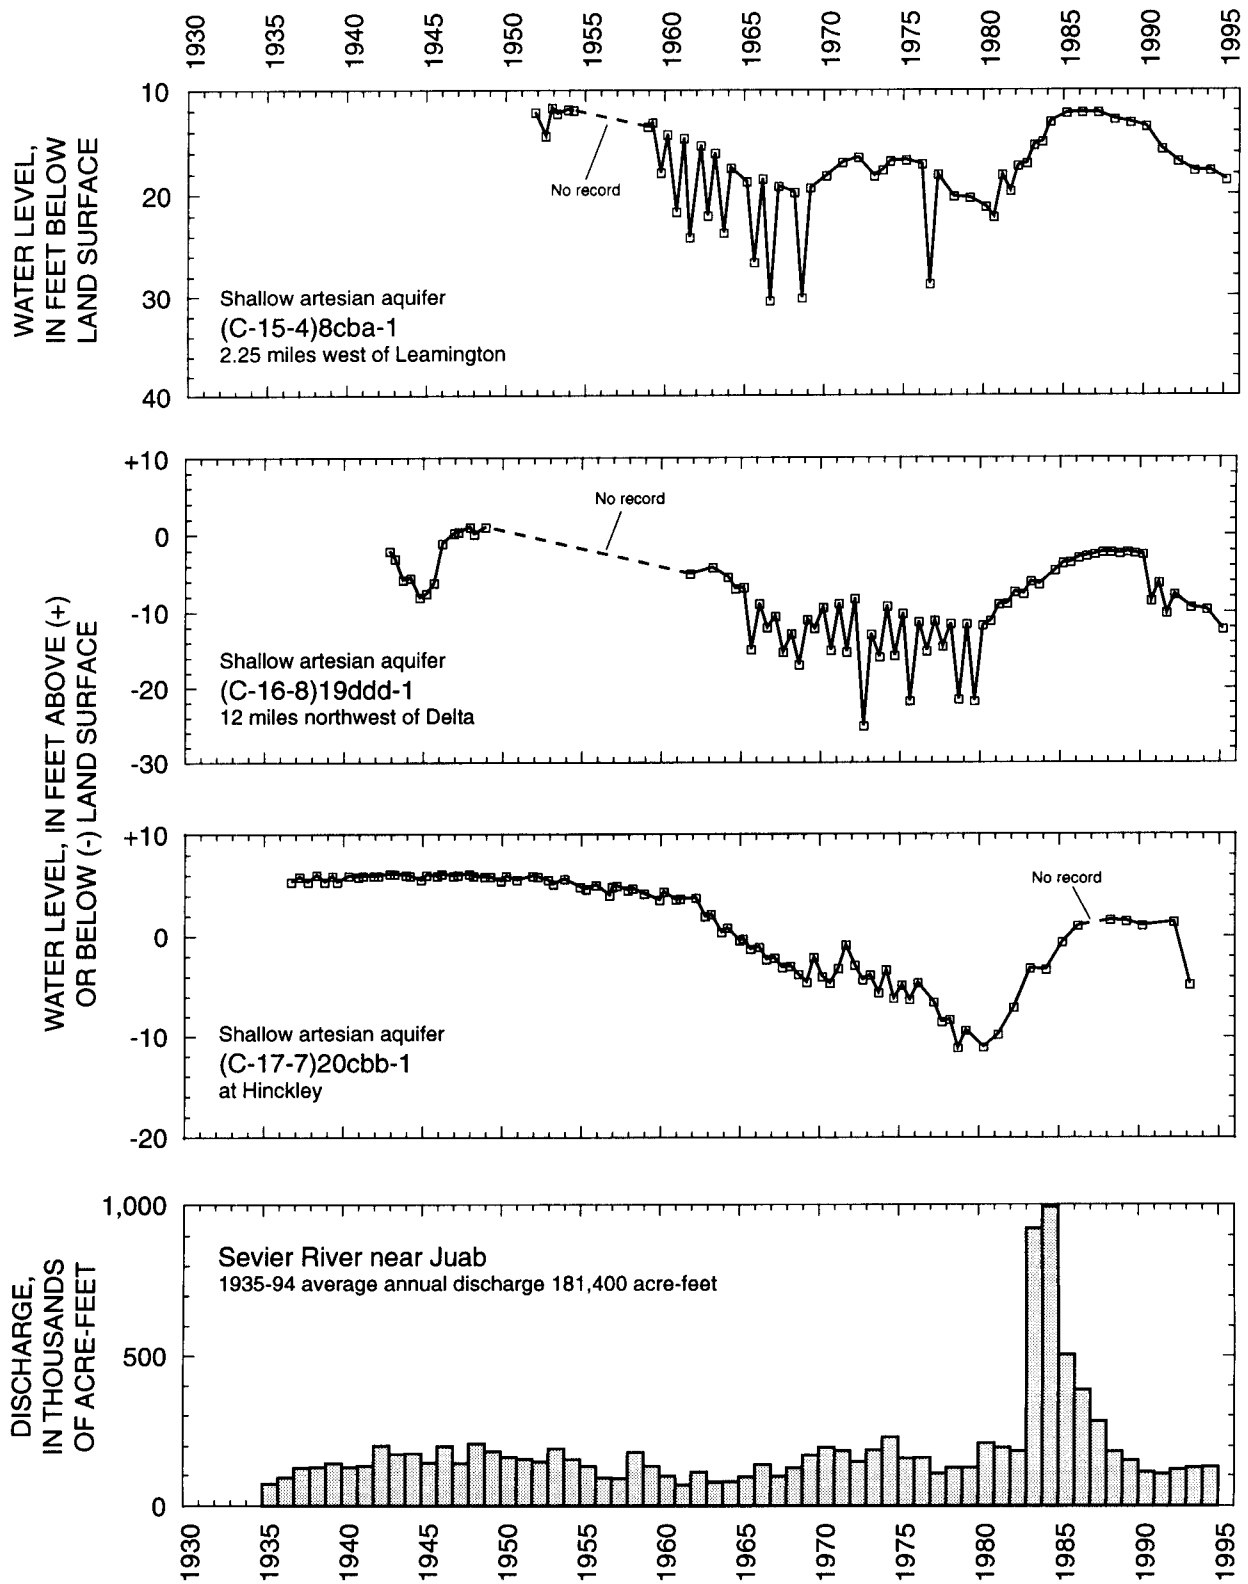 1930 1935 1940 1945 1950 1955 1960 1965 1970 1975 1980 1985 1990 1995
WATER LEVEL,
IN FEET BELOW
LAND SURFACE
10
20
30
40
No record
Shallow artesian aquifer
(C-15-4)8cba-1
2.25 miles west of Leamington
WATER LEVEL, IN FEET ABOVE (+)
OR BELOW (-) LAND SURFACE
+10
0
-10
-20
-30
No record
Shallow artesian aquifer
(C-16-8)19ddd-1
12 miles northwest of Delta
+10
0
-10
-20
No record
Shallow artesian aquifer
(C-17-7)20cbb-1
at Hinckley
DISCHARGE,
IN THOUSANDS
OF ACRE-FEET
1,000
500
0
Sevier River near Juab
1935-94 average annual discharge 181,400 acre-feet
1930 1935 1940 1945 1950 1955 1960 1965 1970 1975 1980 1985 1990 1995